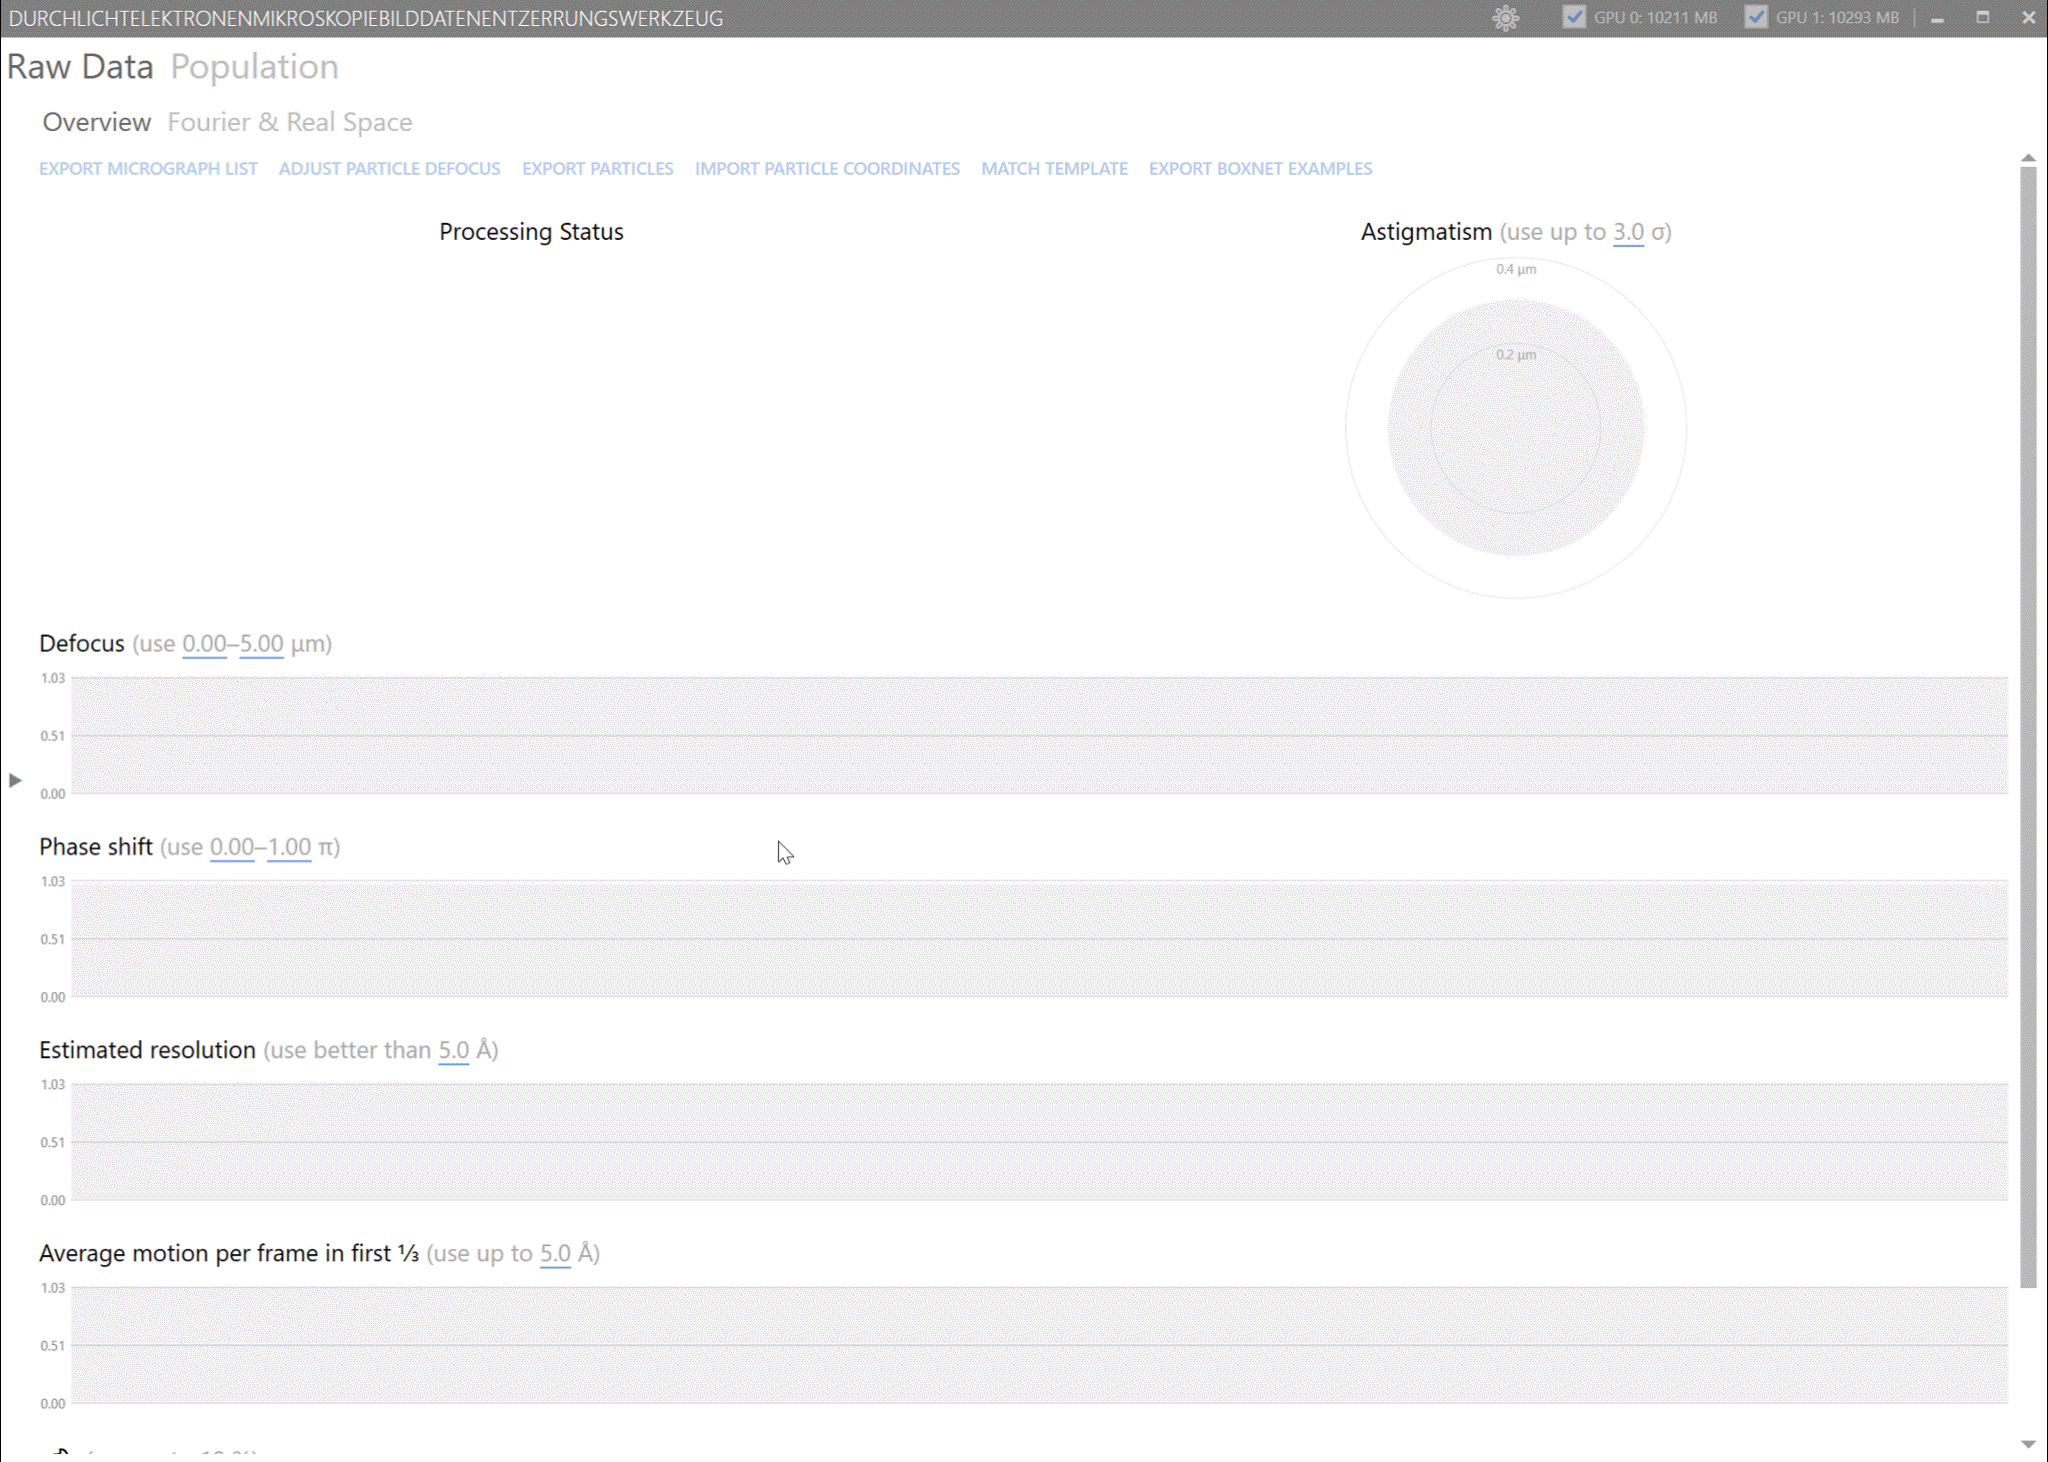 DURCHLICHTELEKTRONENMIKROSKOPIEBILDDATENENTZERRUNGSWERKZEUG GPU 0: 10211 MB GPU 1: 10293 MB
Raw Data Population
Overview Fourier & Real Space
EXPORT MICROGRAPH LIST ADJUST PARTICLE DEFOCUS EXPORT PARTICLES IMPORT PARTICLE COORDINATES MATCH TEMPLATE EXPORT BOXNET EXAMPLES
Processing Status
Astigmatism (use up to 3.0 σ)
0.4 µm
0.2 µm
Defocus (use 0.00–5.00 µm)
1.03
0.51
0.00
Phase shift (use 0.00–1.00 π)
1.03
0.51
0.00
Estimated resolution (use better than 5.0 Å)
1.03
0.51
0.00
Average motion per frame in first ⅓ (use up to 5.0 Å)
1.03
0.51
0.00